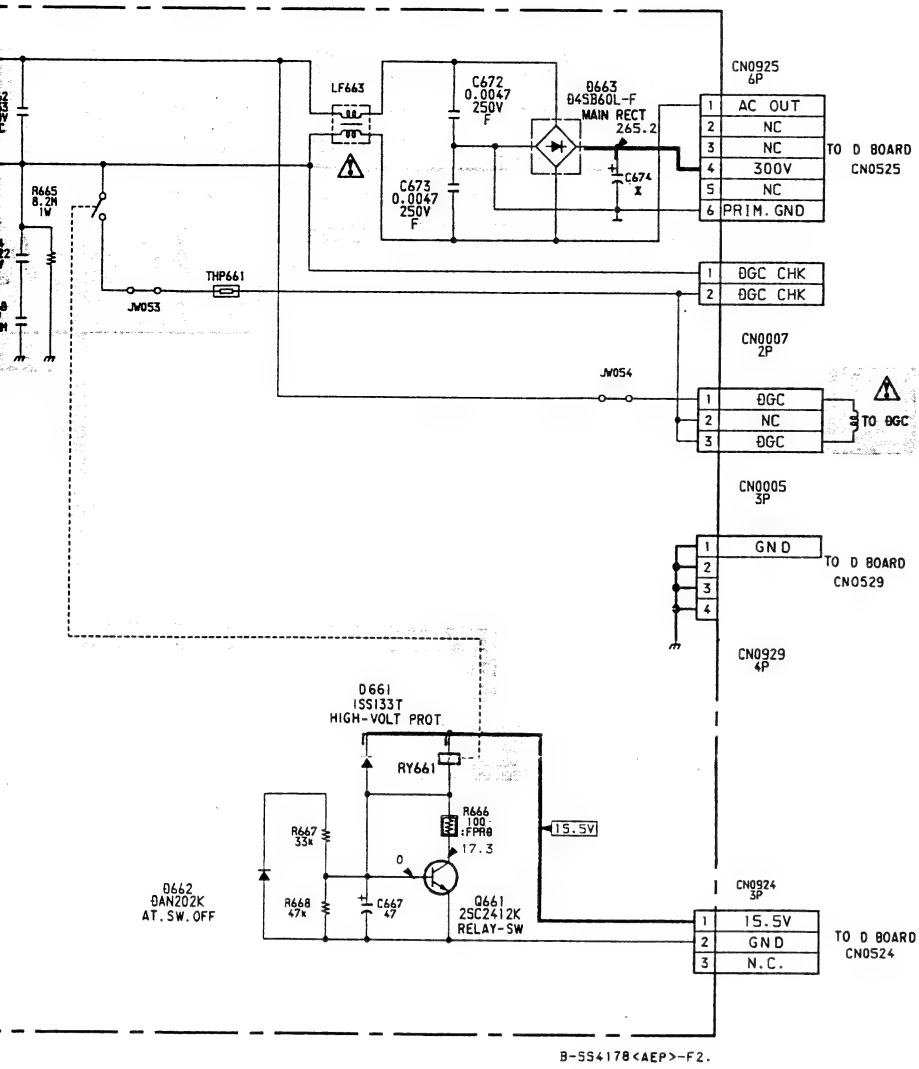 CN0925
6P
LF663
C672
0.0047
250V
F
D663
D4SB60L-F
MAIN RECT
265.2
1 AC OUT
2 NC
3 NC
4 300V
5 NC
6 PRIM. GND
TO D BOARD
CN0525
C674
C673
0.0047
250V
F
R665
8.2M
1W
THP661
JW053
1 DGC CHK
2 DGC CHK
CN0007
2P
JW054
1 DGC
2 NC
3 DGC
TO DGC
CN0005
3P
1 GND
2
3
4
TO D BOARD
CN0529
CN0929
4P
D661
1SS133T
HIGH-VOLT PROT
RY661
R666
100
:FPRD
17.3
15.5V
R667
33k
0
D662
DAN202K
AT.SW.OFF
R668
47k
C667
47
Q661
2SC2412K
RELAY-SW
CN0924
3P
1 15.5V
2 GND
3 N.C.
TO D BOARD
CN0524
B-SS4178<AEP>-F2.